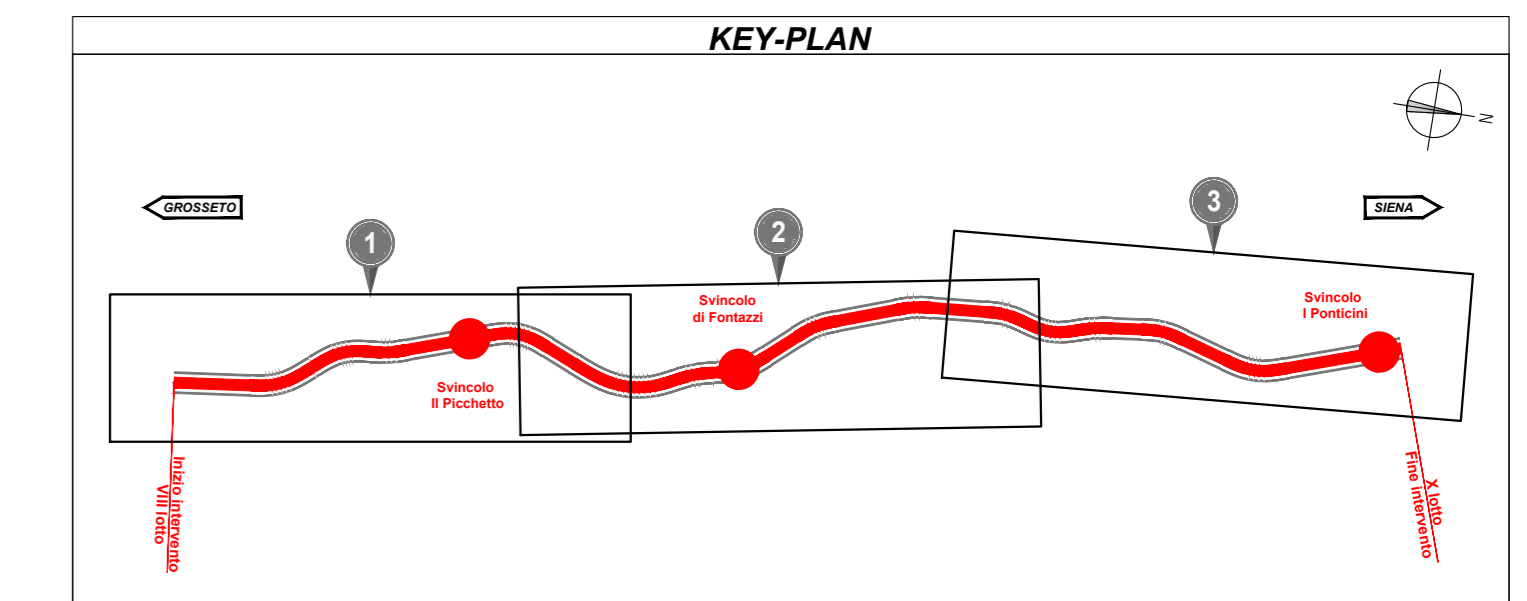 KEY-PLAN
N
GROSSETO
SIENA
1
2
3
Svincolo
Il Picchetto
Svincolo
di Fontazzi
Svincolo
I Ponticini
Inizio intervento
VIII lotto
X lotto
Fine intervento